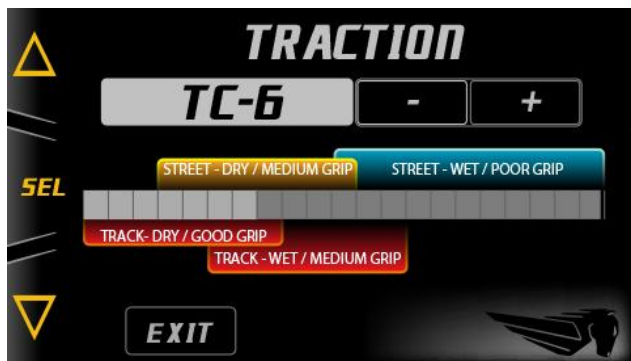 TRACTION
TC-6 - +
STREET - DRY / MEDIUM GRIP STREET - WET / POOR GRIP
SEL
TRACK- DRY / GOOD GRIP
TRACK - WET / MEDIUM GRIP
EXIT